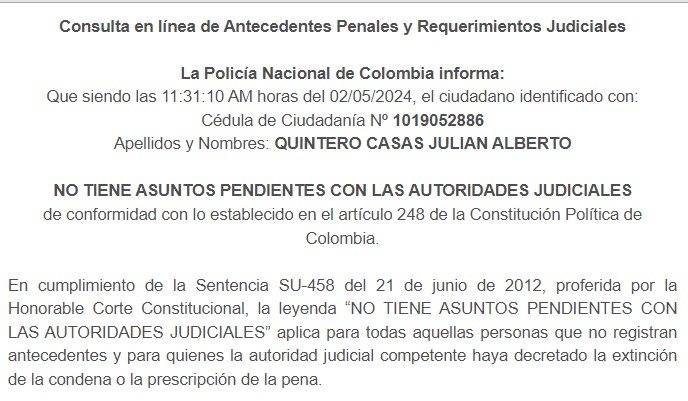 Consulta en línea de Antecedentes Penales y Requerimientos Judiciales
La Policía Nacional de Colombia informa:
Que siendo las 11:31:10 AM horas del 02/05/2024, el ciudadano identificado con:
Cédula de Ciudadanía Nº 1019052886
Apellidos y Nombres: QUINTERO CASAS JULIAN ALBERTO
NO TIENE ASUNTOS PENDIENTES CON LAS AUTORIDADES JUDICIALES
de conformidad con lo establecido en el artículo 248 de la Constitución Política de
Colombia.
En cumplimiento de la Sentencia SU-458 del 21 de junio de 2012, proferida por la
Honorable Corte Constitucional, la leyenda “NO TIENE ASUNTOS PENDIENTES CON
LAS AUTORIDADES JUDICIALES” aplica para todas aquellas personas que no registran
antecedentes y para quienes la autoridad judicial competente haya decretado la extinción
de la condena o la prescripción de la pena.